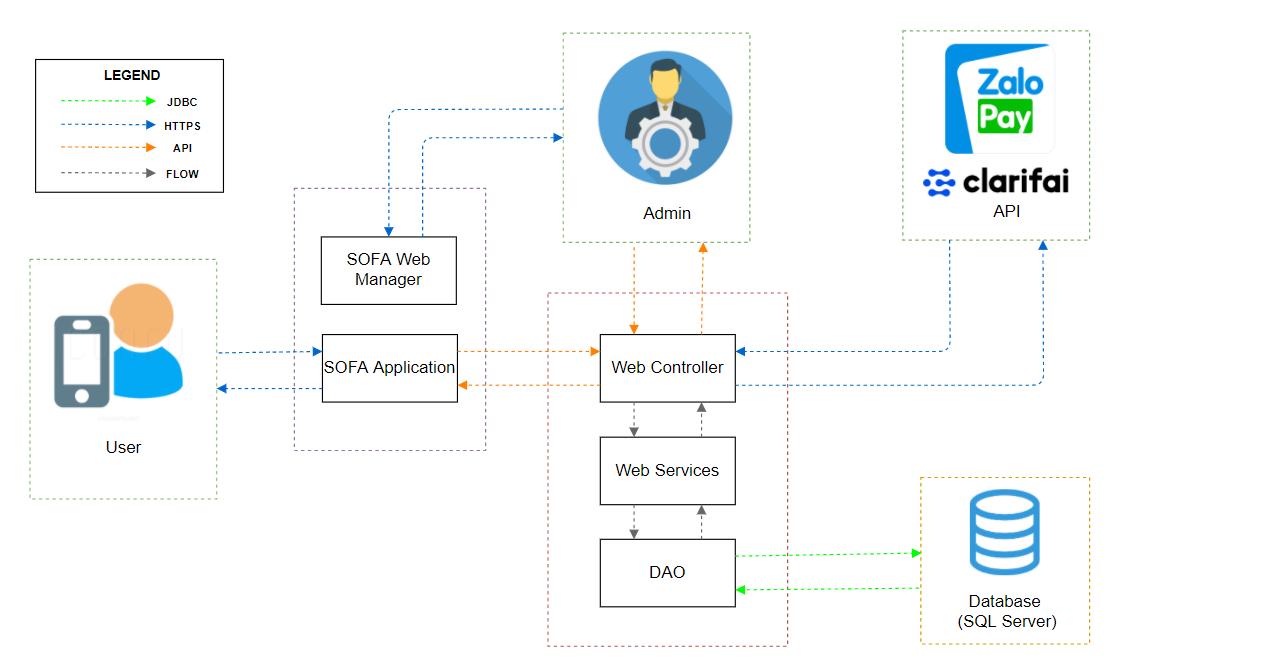 LEGEND
JDBC
HTTPS
API
FLOW
Zalo
Pay
clarifai
API
Admin
SOFA Web
Manager
SOFA Application
Web Controller
User
Web Services
DAO
Database
(SQL Server)